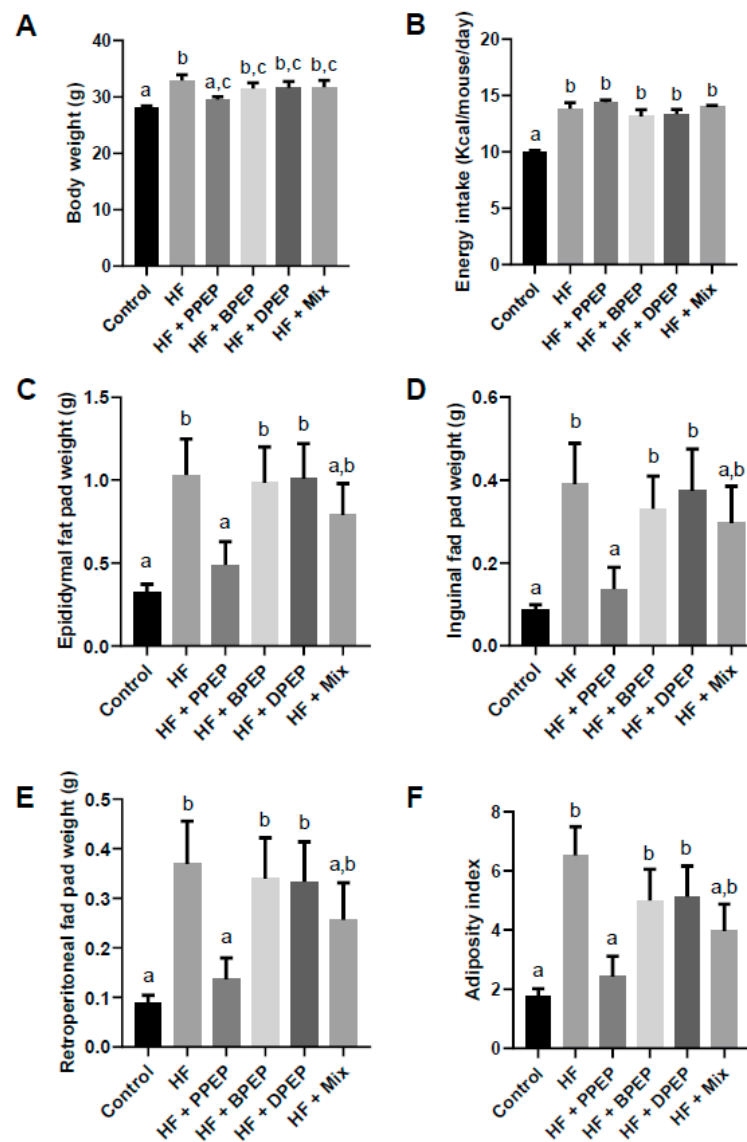 A
Body weight (g)
40
30
20
10
0
a
b
a,c
b,c
b,c
b,c
Control
HF
HF + PPEP
HF + BPEP
HF + DPEP
HF + Mix
B
Energy intake (Kcal/mouse/day)
20
15
10
5
0
a
b
b
b
b
b
Control
HF
HF + PPEP
HF + BPEP
HF + DPEP
HF + Mix
C
Epididymal fat pad weight (g)
1.5
1.0
0.5
0.0
a
b
a
b
b
a,b
Control
HF
HF + PPEP
HF + BPEP
HF + DPEP
HF + Mix
D
Inguinal fad pad weight (g)
0.6
0.4
0.2
0.0
a
b
a
b
b
a,b
Control
HF
HF + PPEP
HF + BPEP
HF + DPEP
HF + Mix
E
Retroperitoneal fad pad weight (g)
0.5
0.4
0.3
0.2
0.1
0.0
a
b
a
b
b
a,b
Control
HF
HF + PPEP
HF + BPEP
HF + DPEP
HF + Mix
F
Adiposity index
8
6
4
2
0
a
b
a
b
b
a,b
Control
HF
HF + PPEP
HF + BPEP
HF + DPEP
HF + Mix